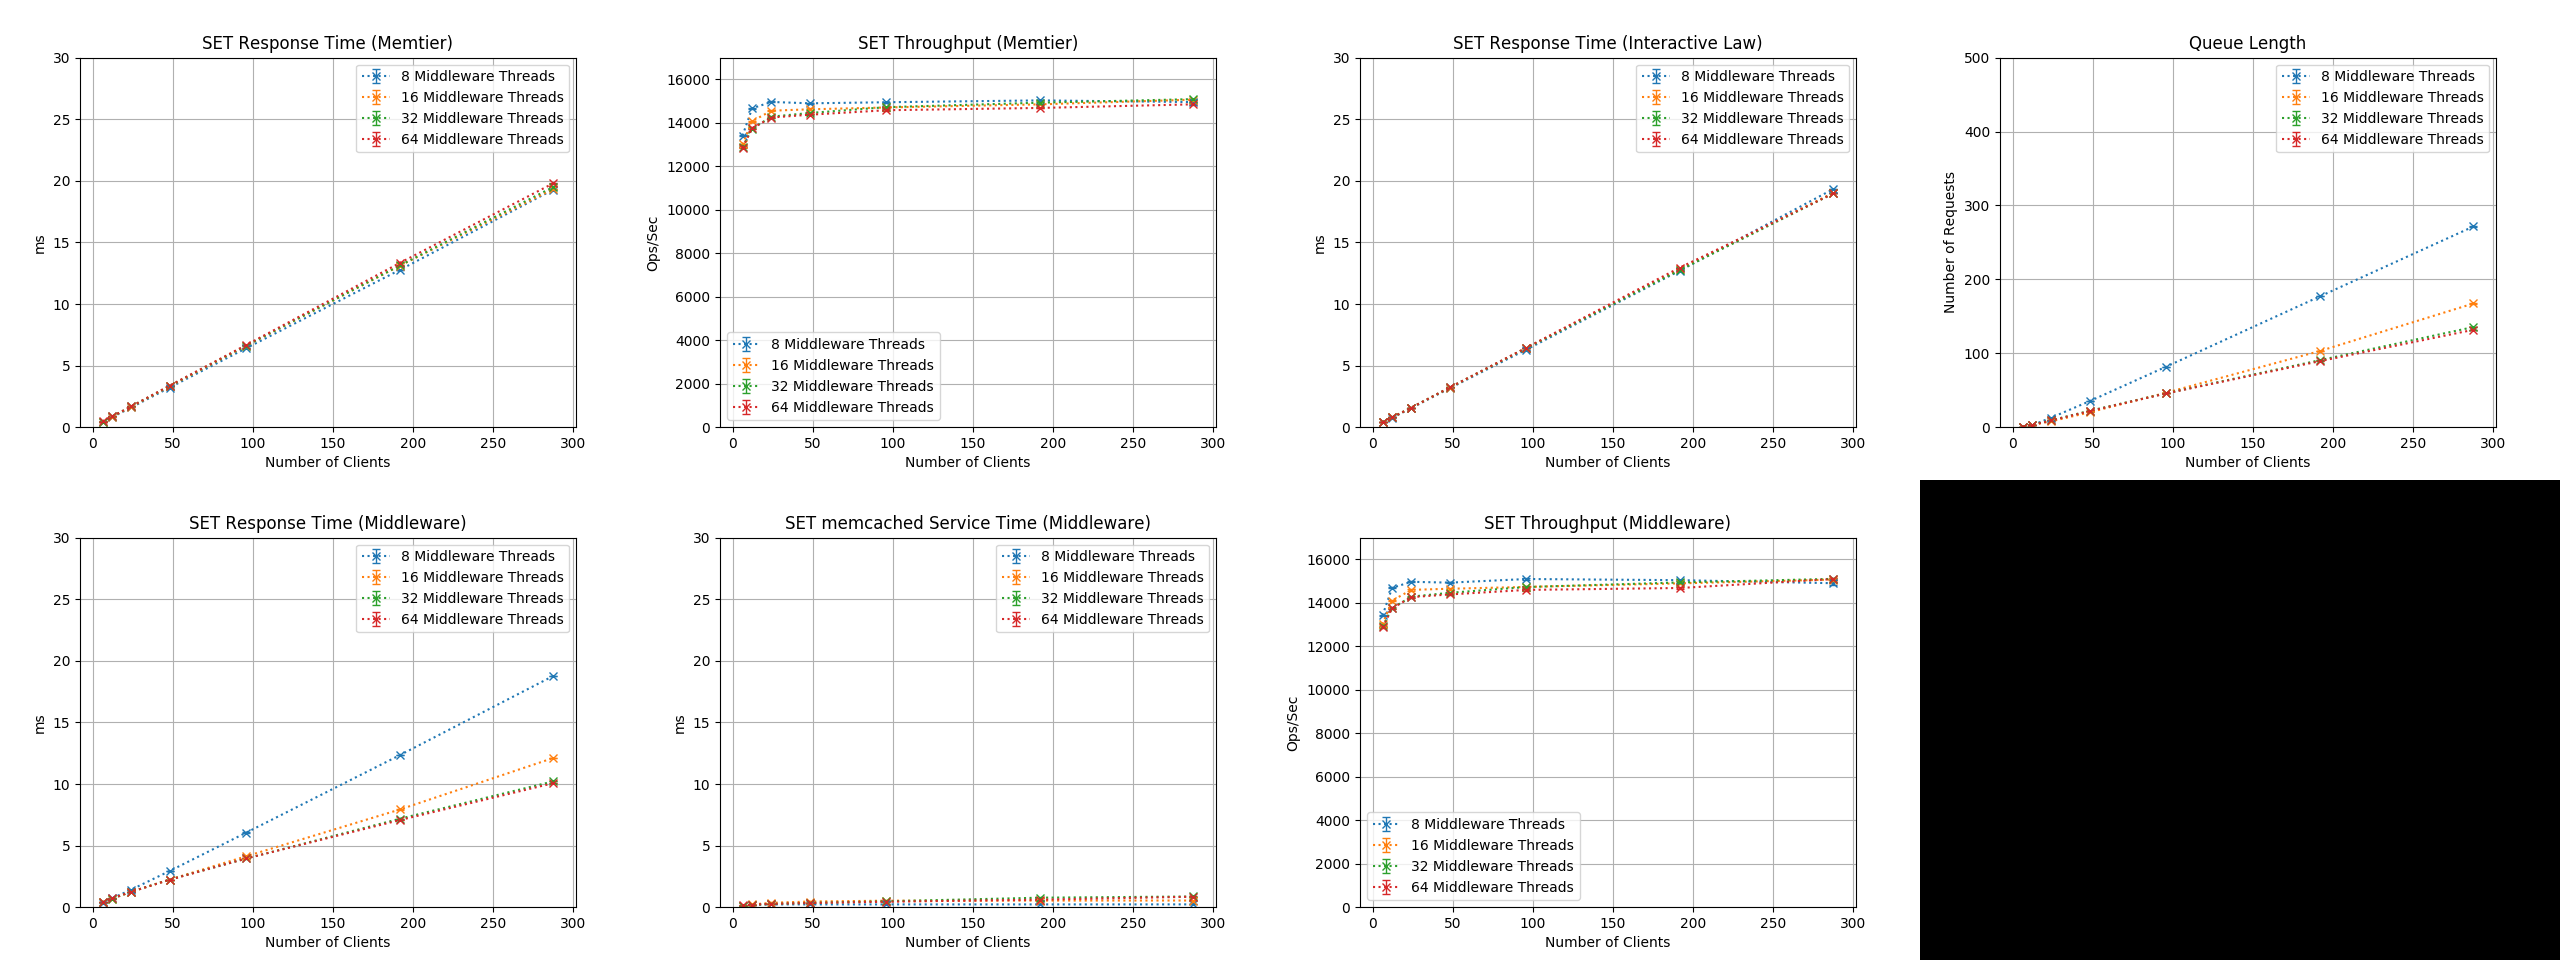 SET Response Time (Memtier)
30
25
20
15
10
5
0
ms
0 50 100 150 200 250 300
Number of Clients
8 Middleware Threads
16 Middleware Threads
32 Middleware Threads
64 Middleware Threads
SET Throughput (Memtier)
16000
14000
12000
10000
8000
6000
4000
2000
0
Ops/Sec
8 Middleware Threads
16 Middleware Threads
32 Middleware Threads
64 Middleware Threads
0 50 100 150 200 250 300
Number of Clients
SET Response Time (Interactive Law)
30
25
20
15
10
5
0
ms
8 Middleware Threads
16 Middleware Threads
32 Middleware Threads
64 Middleware Threads
0 50 100 150 200 250 300
Number of Clients
Queue Length
500
400
300
200
100
0
Number of Requests
8 Middleware Threads
16 Middleware Threads
32 Middleware Threads
64 Middleware Threads
0 50 100 150 200 250 300
Number of Clients
SET Response Time (Middleware)
30
25
20
15
10
5
0
ms
8 Middleware Threads
16 Middleware Threads
32 Middleware Threads
64 Middleware Threads
0 50 100 150 200 250 300
Number of Clients
SET memcached Service Time (Middleware)
30
25
20
15
10
5
0
ms
8 Middleware Threads
16 Middleware Threads
32 Middleware Threads
64 Middleware Threads
0 50 100 150 200 250 300
Number of Clients
SET Throughput (Middleware)
16000
14000
12000
10000
8000
6000
4000
2000
0
Ops/Sec
8 Middleware Threads
16 Middleware Threads
32 Middleware Threads
64 Middleware Threads
0 50 100 150 200 250 300
Number of Clients